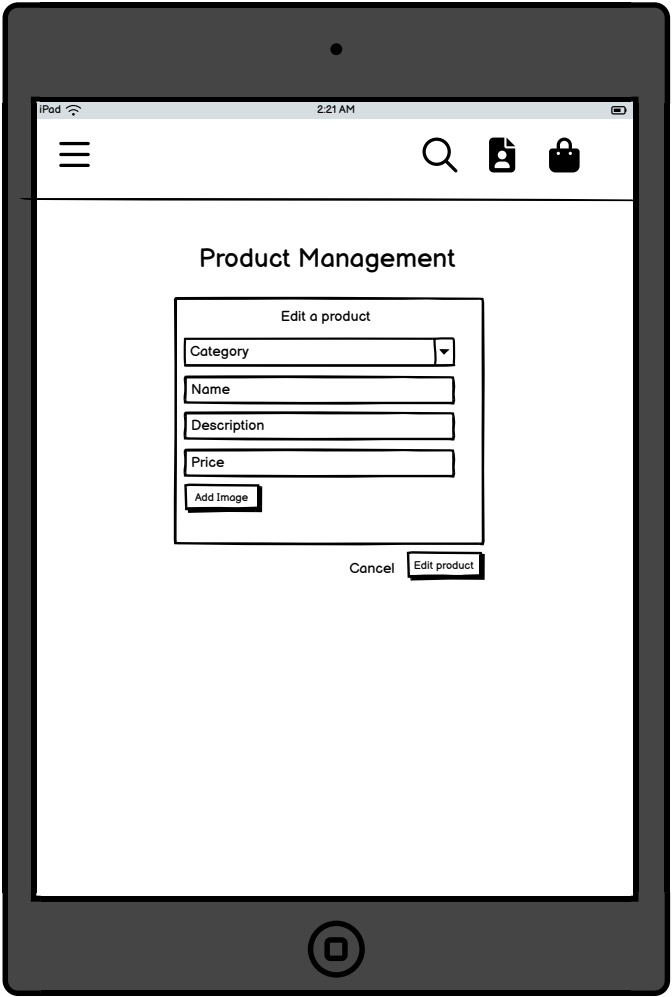 iPad 2:21 AM
Product Management
Edit a product
Category
Name
Description
Price
Add Image
Cancel Edit product